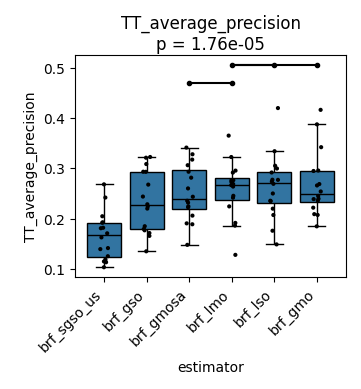 TT_average_precision
p = 1.76e-05
TT_average_precision
0.5
0.4
0.3
0.2
0.1
brf_sgso_us
brf_gso
brf_gmosa
brf_lmo
brf_lso
brf_gmo
estimator